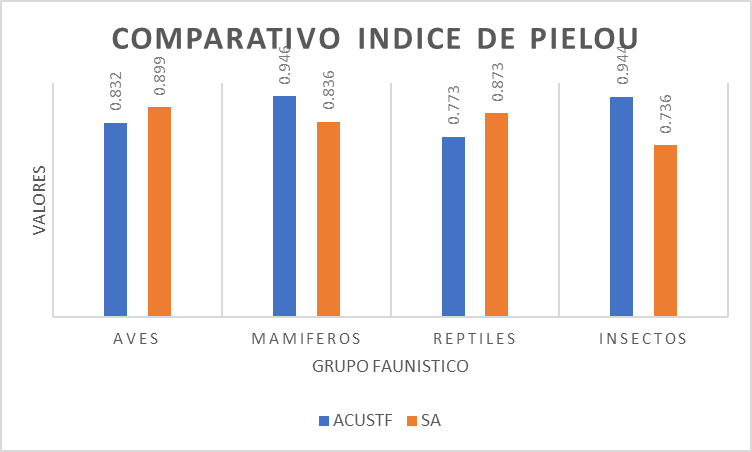 COMPARATIVO INDICE DE PIELOU
0.832
0.899
0.946
0.836
0.773
0.873
0.944
0.736
VALORES
AVES
MAMIFEROS
REPTILES
INSECTOS
GRUPO FAUNISTICO
ACUSTF
SA